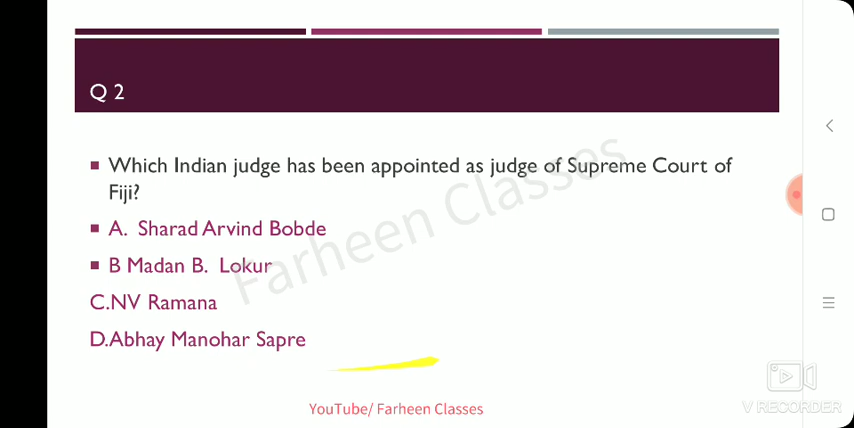 Q 2
Which Indian judge has been appointed as judge of Supreme Court of
Fiji?
A. Sharad Arvind Bobde
B Madan B. Lokur
C.NV Ramana
D.Abhay Manohar Sapre
Farheen Classes
YouTube/ Farheen Classes
V RECORDER